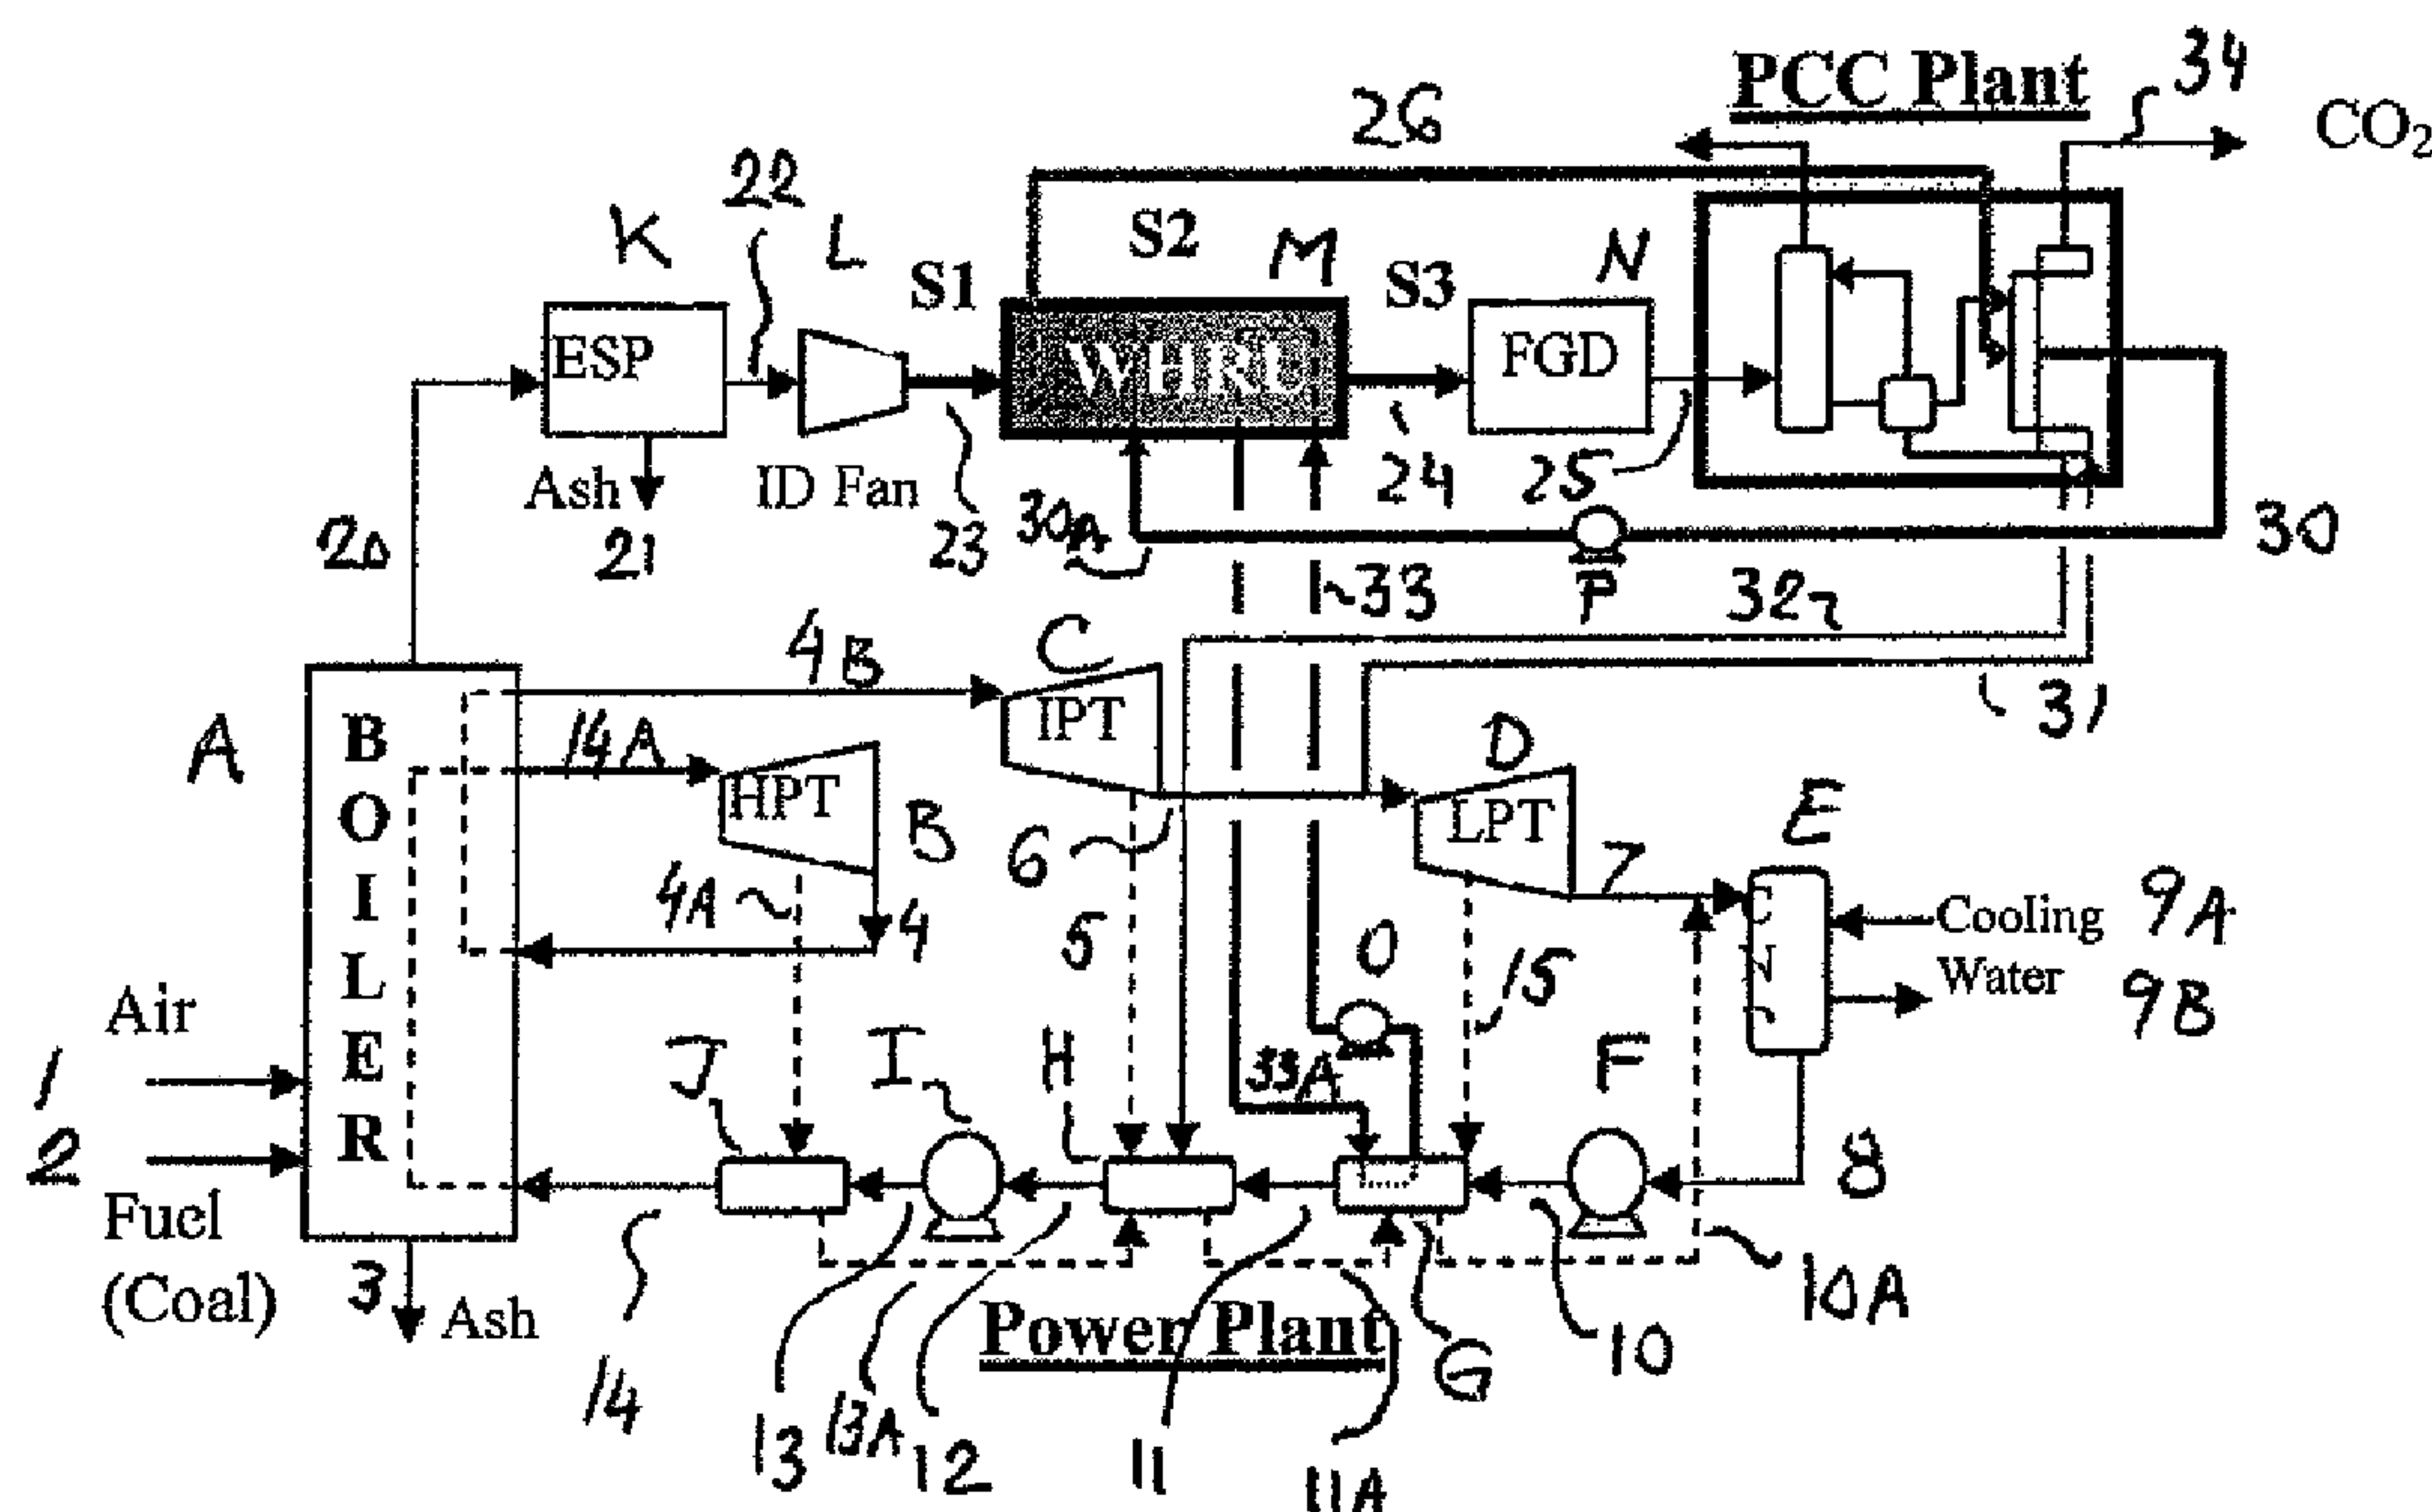 PCC Plant
34
CO₂
26
22
K
L
S1
S2
M
S3
N
ESP
WHRU
FGD
Ash
21
ID Fan
23
30A
24
25
30
20
33
P
32
31
4B
C
IPT
A
BOILER
14A
HPT
B
D
LPT
6
7
E
4A
4
5
O
15
C
N
D
Cooling
Water
9A
9B
Air
1
2
Fuel
(Coal)
J
I
H
33A
F
8
3
Ash
Power Plant
14
13
13A
12
11
11A
G
10
10A